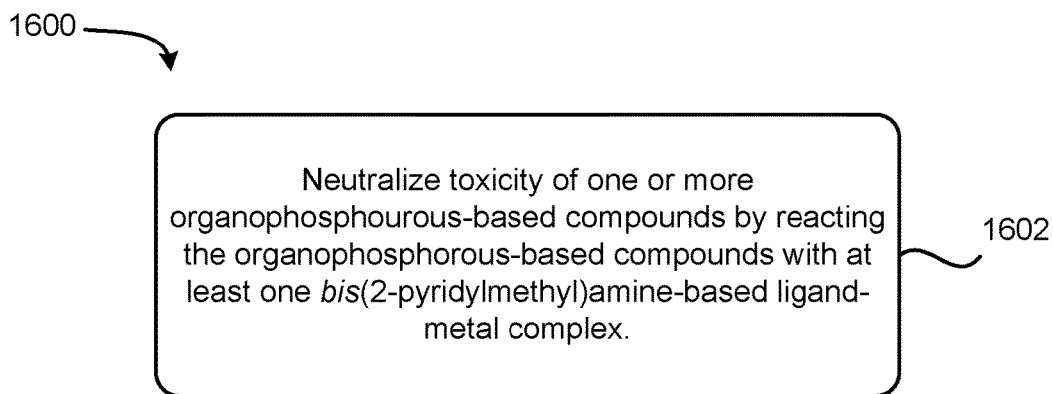 1600
Neutralize toxicity of one or more
organophosphourous-based compounds by reacting
the organophosphorous-based compounds with at
least one bis(2-pyridylmethyl)amine-based ligand-
metal complex.
1602